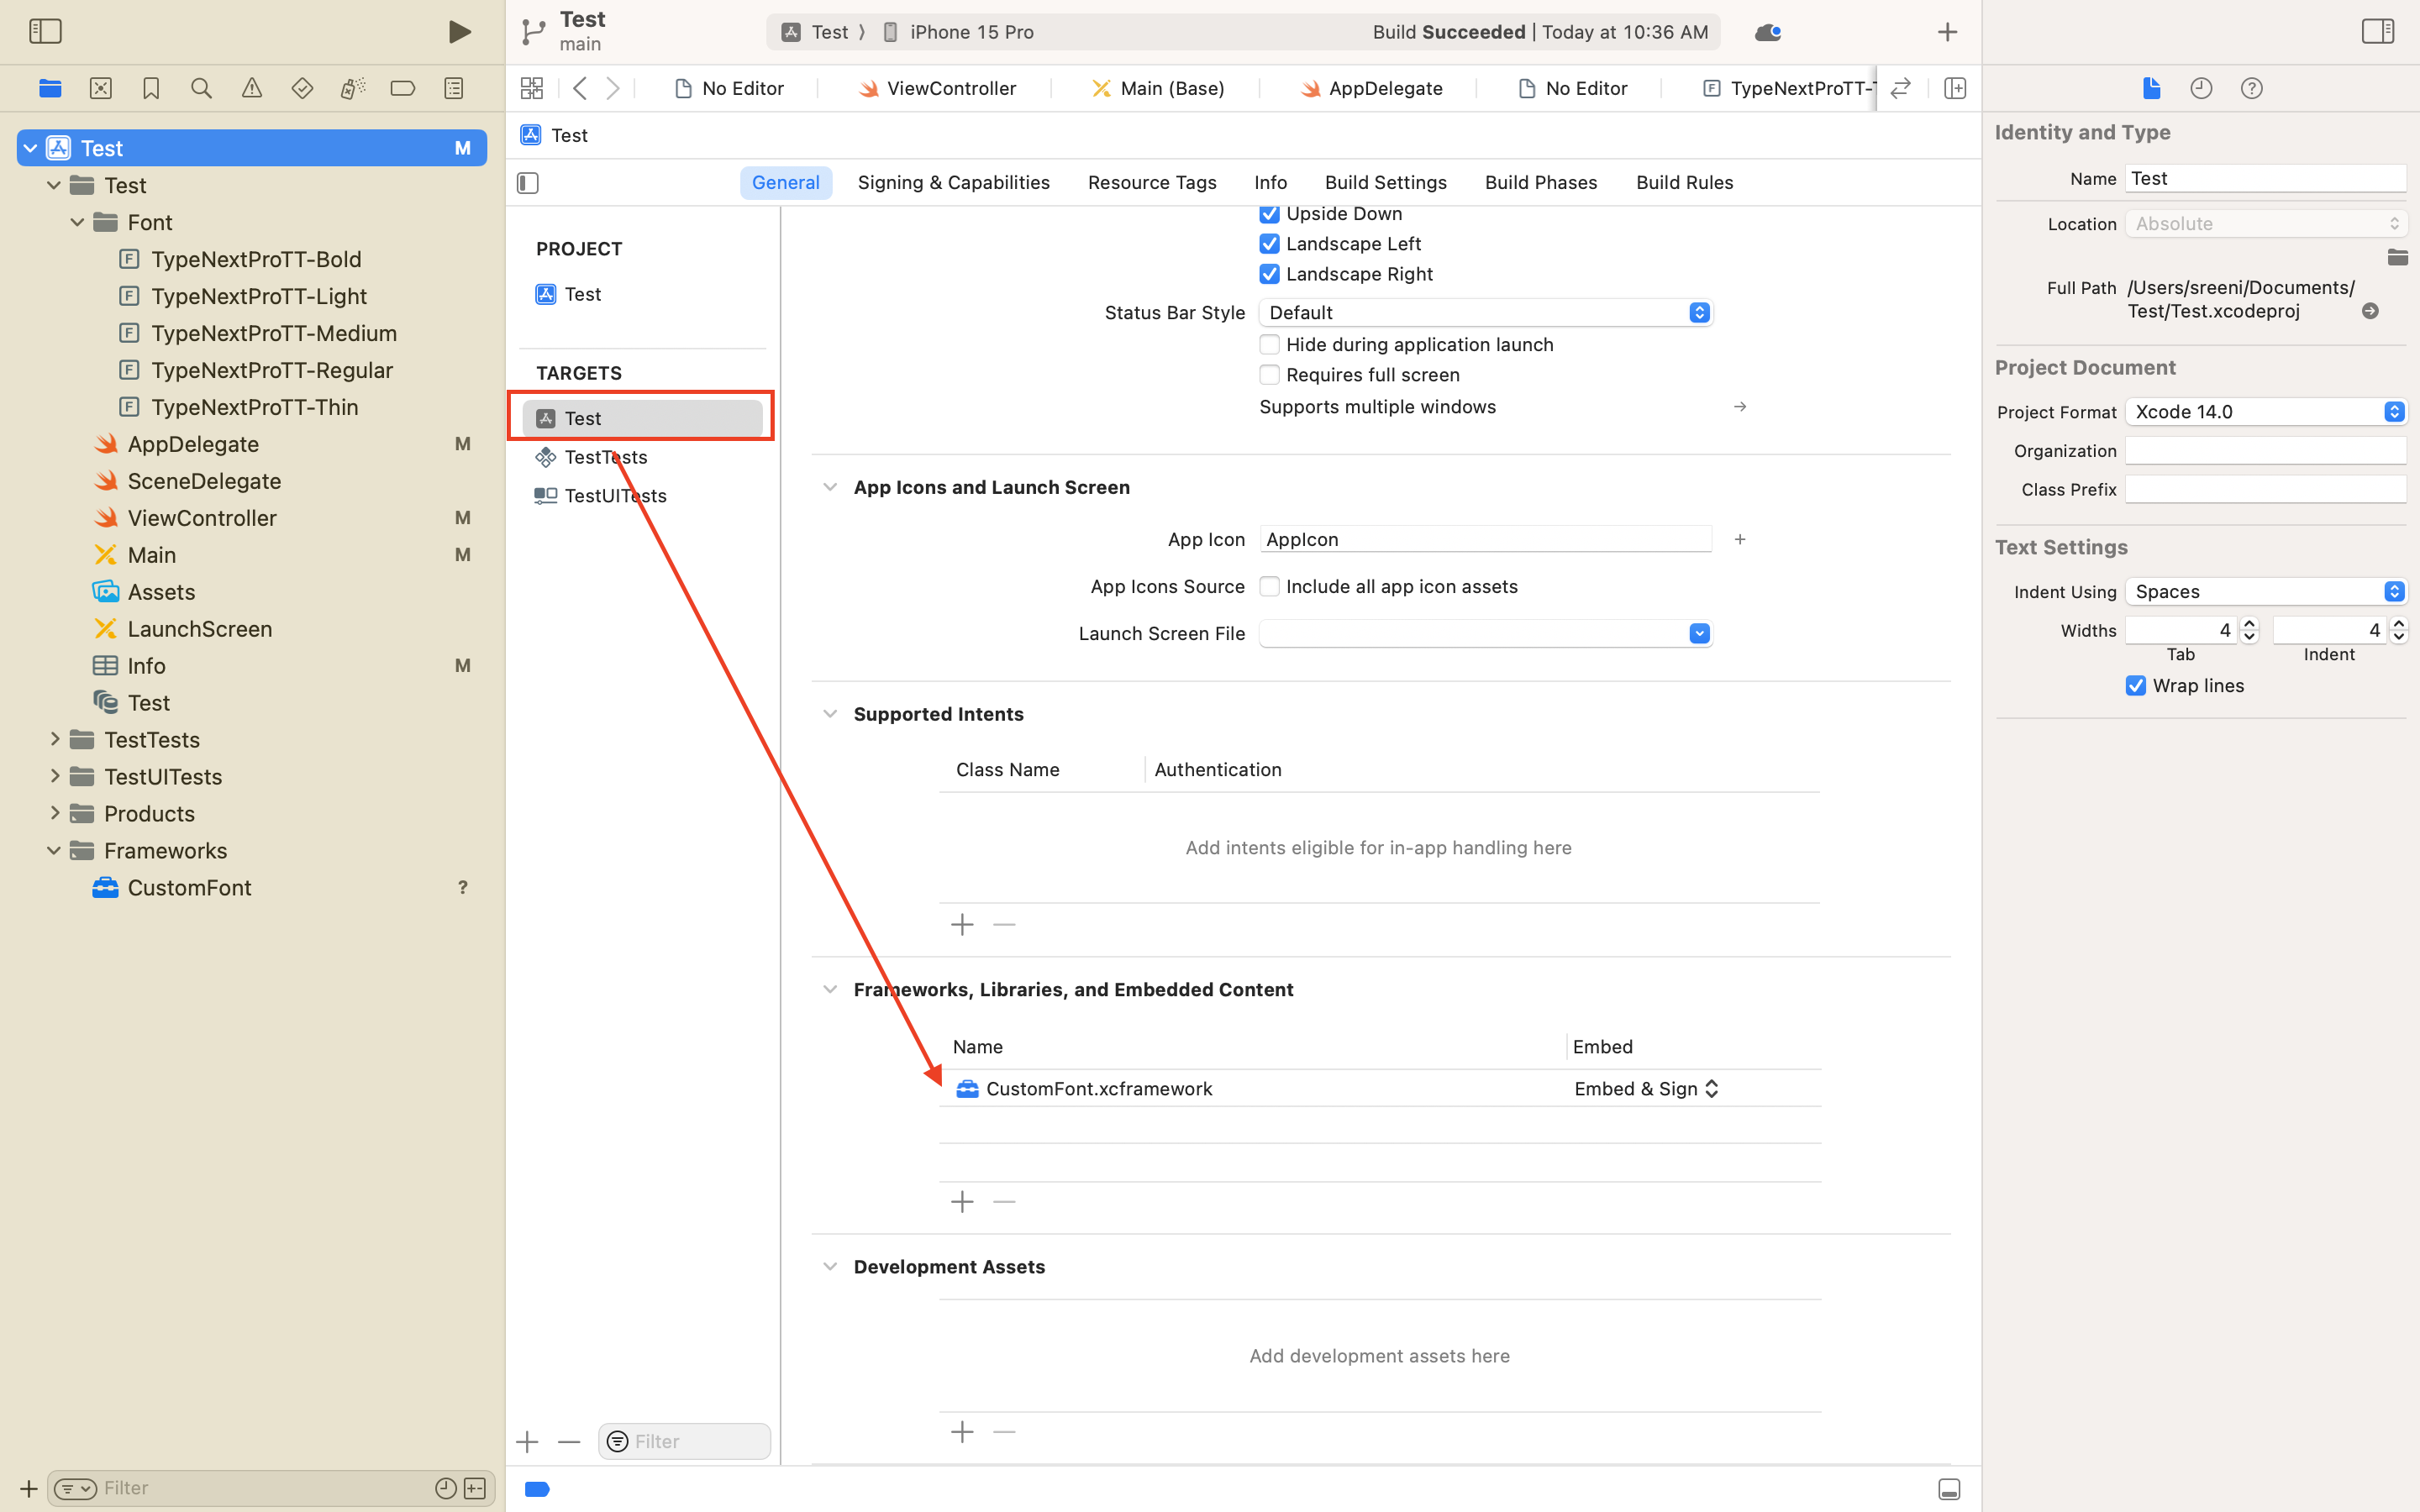 Test
main
Test
iPhone 15 Pro
Build Succeeded | Today at 10:36 AM
No Editor
ViewController
Main (Base)
AppDelegate
No Editor
TypeNextProTT-
Test
General
Signing & Capabilities
Resource Tags
Info
Build Settings
Build Phases
Build Rules
Test M
Test
Font
TypeNextProTT-Bold
TypeNextProTT-Light
TypeNextProTT-Medium
TypeNextProTT-Regular
TypeNextProTT-Thin
AppDelegate M
SceneDelegate
ViewController M
Main M
Assets
LaunchScreen
Info M
Test
TestTests
TestUITests
Products
Frameworks
CustomFont ?
Filter
PROJECT
Test
TARGETS
Test
TestTests
TestUITests
Filter
Upside Down
Landscape Left
Landscape Right
Status Bar Style Default
Hide during application launch
Requires full screen
Supports multiple windows
App Icons and Launch Screen
App Icon AppIcon
App Icons Source Include all app icon assets
Launch Screen File
Supported Intents
Class Name Authentication
Add intents eligible for in-app handling here
Frameworks, Libraries, and Embedded Content
Name Embed
CustomFont.xcframework Embed & Sign
Development Assets
Add development assets here
Identity and Type
Name Test
Location Absolute
Full Path /Users/sreeni/Documents/
Test/Test.xcodeproj
Project Document
Project Format Xcode 14.0
Organization
Class Prefix
Text Settings
Indent Using Spaces
Widths 4 4
Tab Indent
Wrap lines